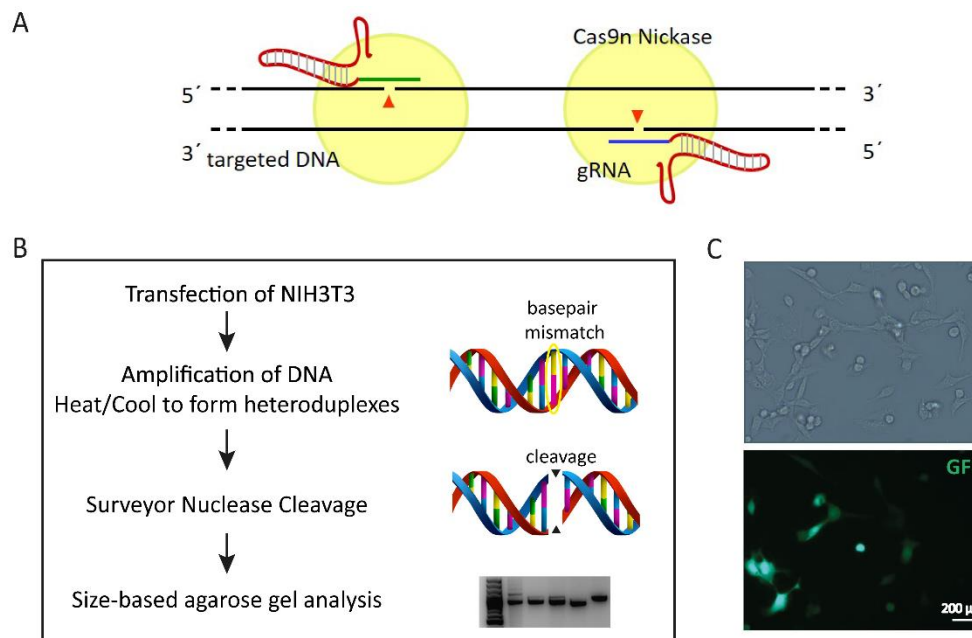 A
Cas9n Nickase
5´
3´
3´ targeted DNA
5´
gRNA
B
Transfection of NIH3T3
basepair
mismatch
Amplification of DNA
Heat/Cool to form heteroduplexes
cleavage
Surveyor Nuclease Cleavage
Size-based agarose gel analysis
C
GF
200 µ